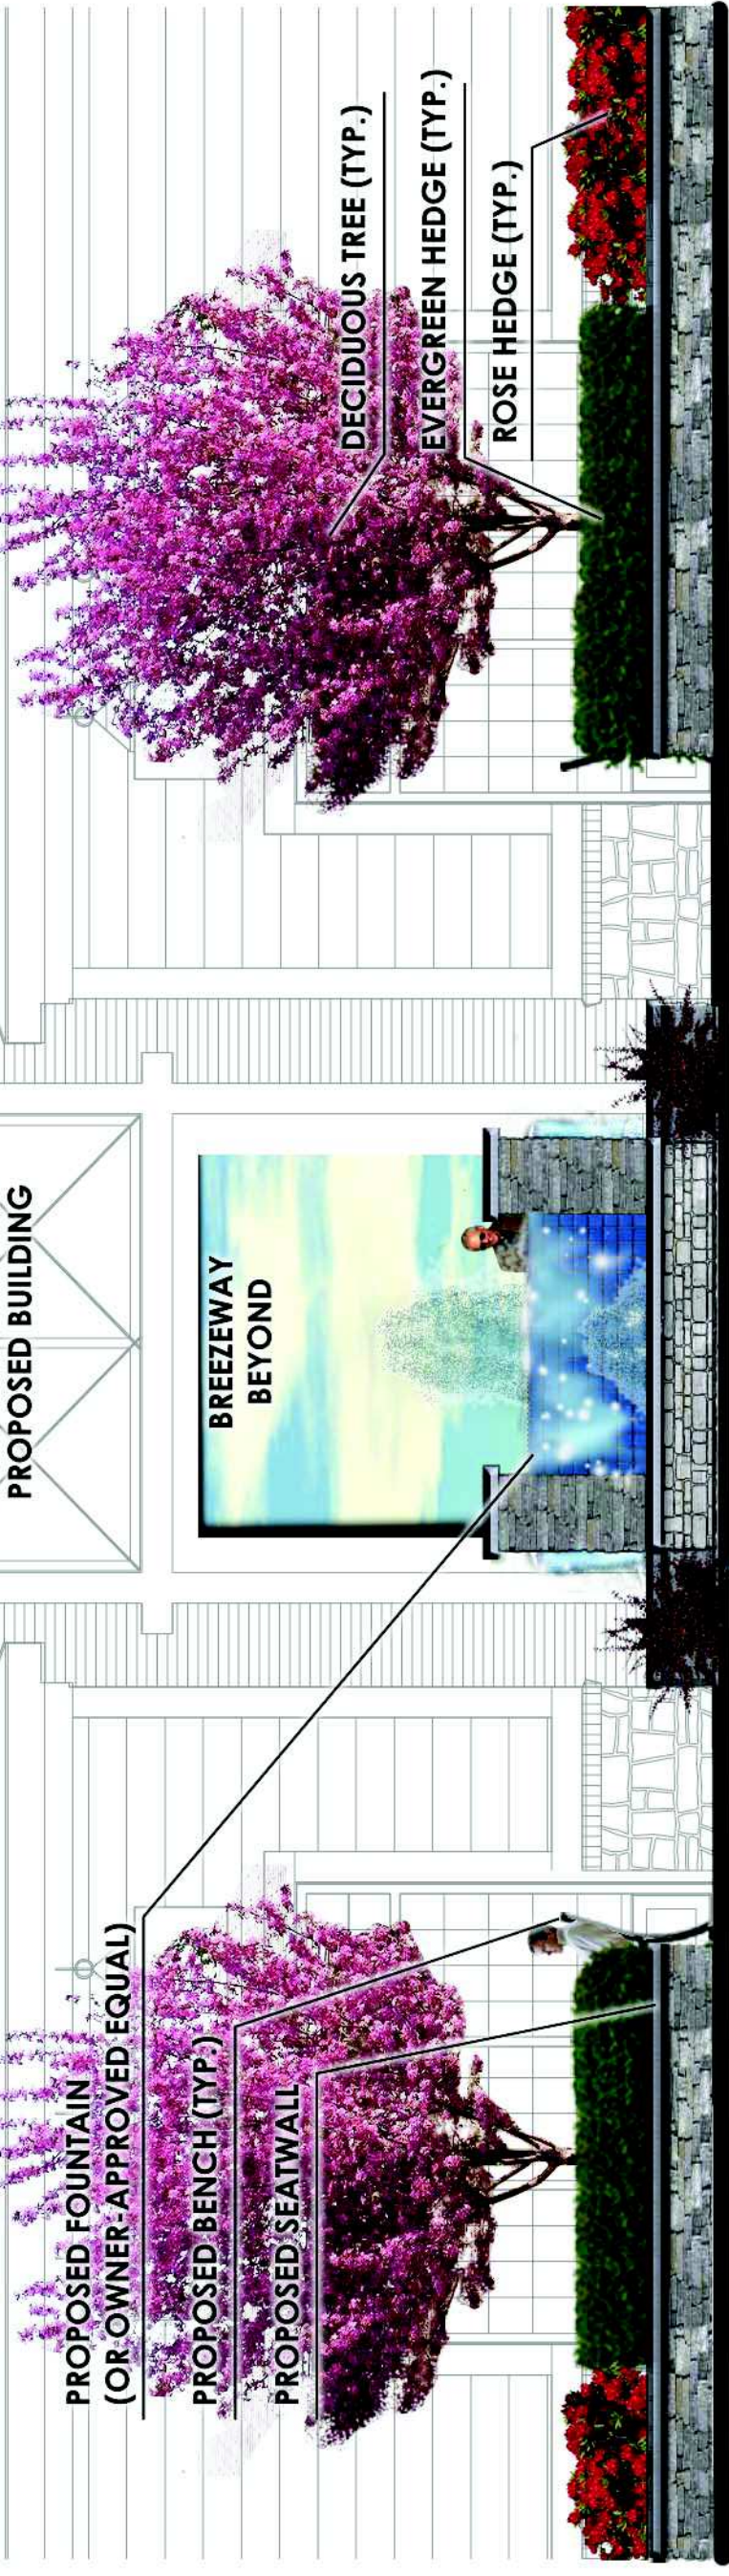 PROPOSED FOUNTAIN
(OR OWNER-APPROVED EQUAL)
PROPOSED BENCH (TYP.)
PROPOSED SEATWALL
PROPOSED BUILDING
BREEZEWAY
BEYOND
DECIDUOUS TREE (TYP.)
EVERGREEN HEDGE (TYP.)
ROSE HEDGE (TYP.)